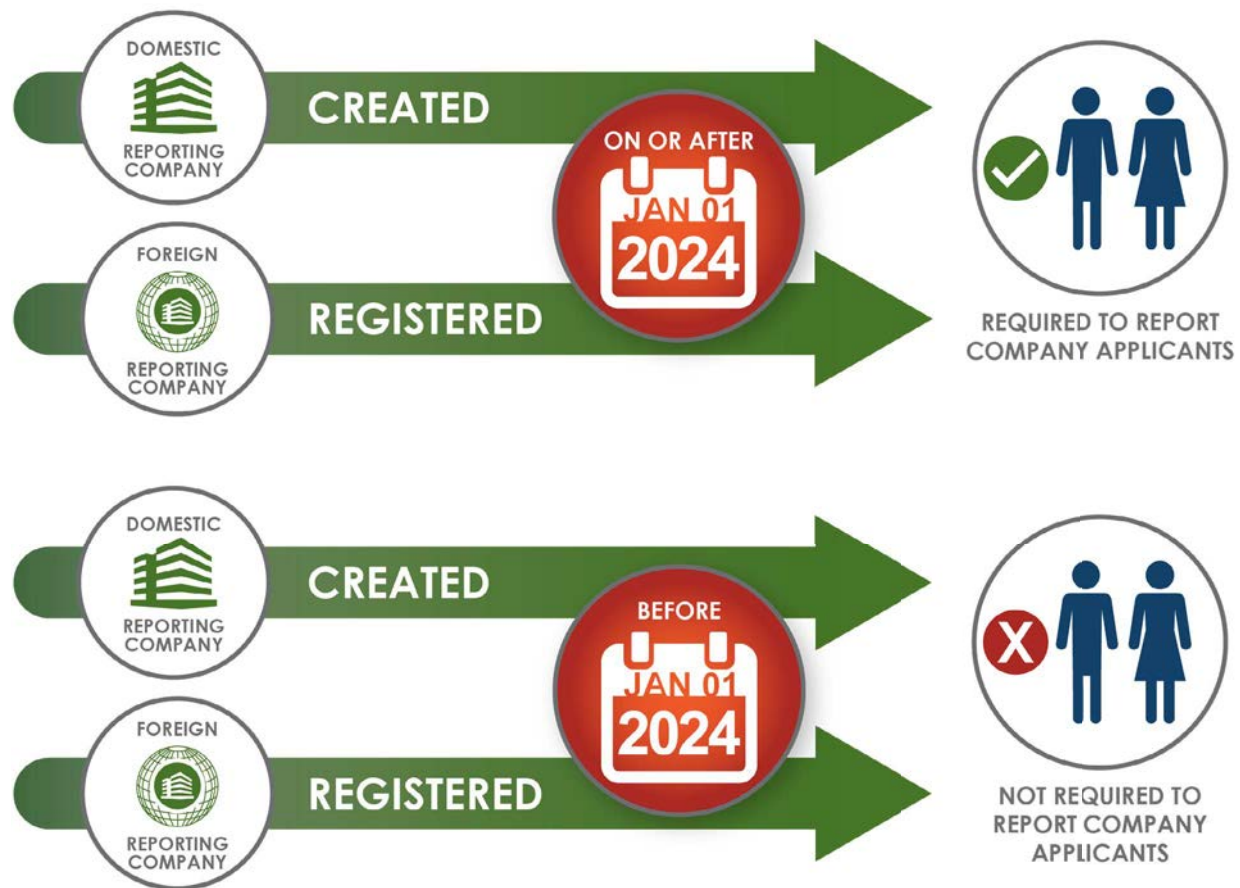 DOMESTIC
REPORTING
COMPANY
CREATED
ON OR AFTER
JAN 01
2024
FOREIGN
REPORTING
COMPANY
REGISTERED
REQUIRED TO REPORT
COMPANY APPLICANTS
DOMESTIC
REPORTING
COMPANY
CREATED
BEFORE
JAN 01
2024
FOREIGN
REPORTING
COMPANY
REGISTERED
X
NOT REQUIRED TO
REPORT COMPANY
APPLICANTS